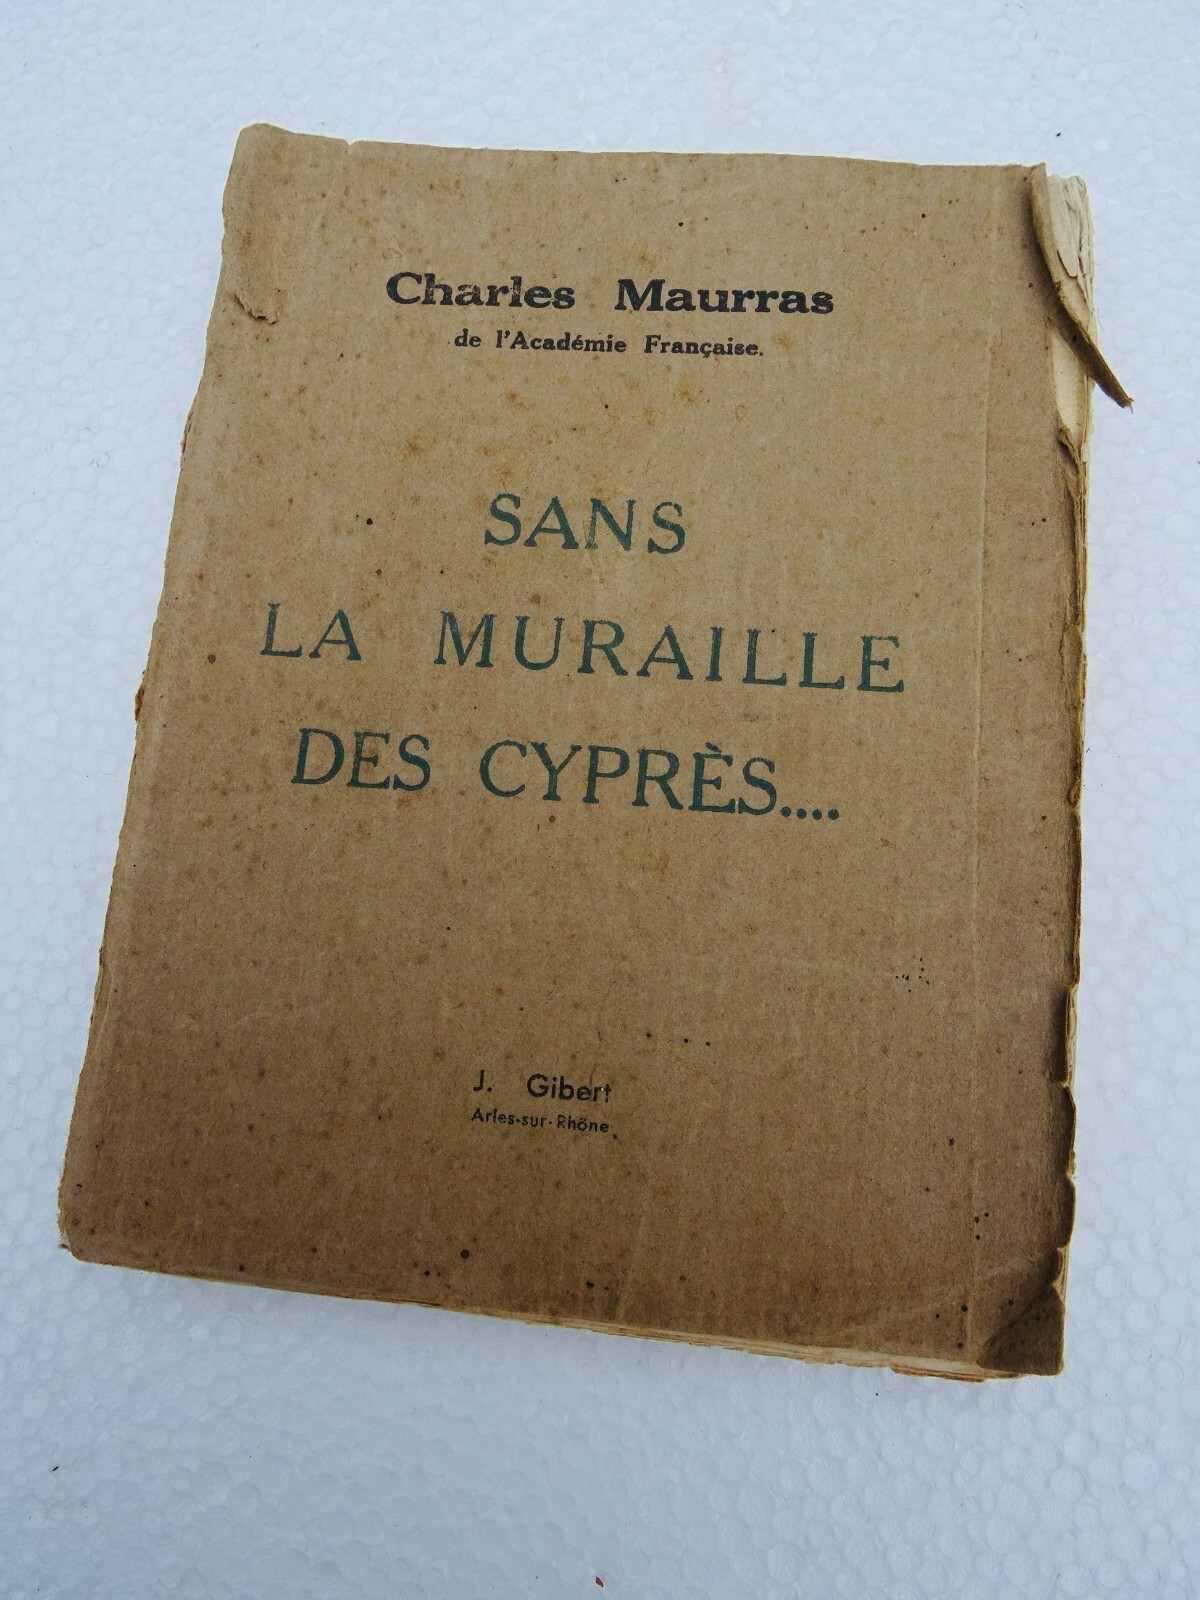 Charles Maurras
de l'Académie Française.
SANS
LA MURAILLE
DES CYPRÈS....
J. Gibert
Arles-sur-Rhône